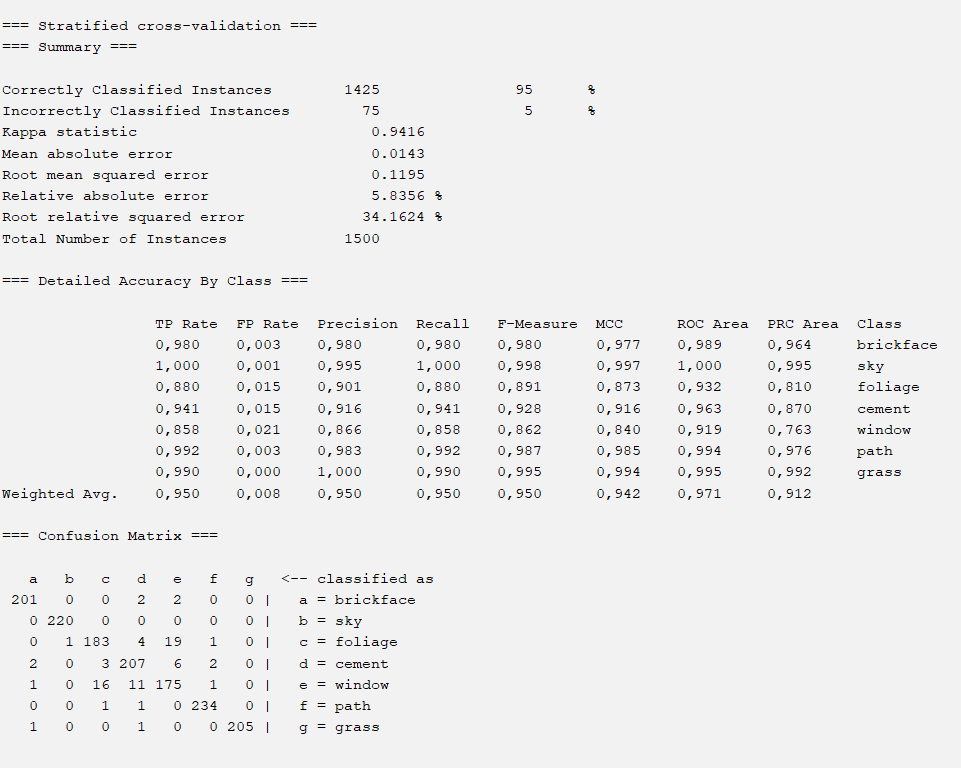 === Stratified cross-validation ===
=== Summary ===
Correctly Classified Instances        1425               95      %
Incorrectly Classified Instances        75                5      %
Kappa statistic                          0.9416
Mean absolute error                      0.0143
Root mean squared error                  0.1195
Relative absolute error                  5.8356 %
Root relative squared error             34.1624 %
Total Number of Instances             1500
=== Detailed Accuracy By Class ===
                 TP Rate  FP Rate  Precision  Recall   F-Measure  MCC      ROC Area  PRC Area  Class
                 0,980    0,003    0,980      0,980    0,980      0,977    0,989     0,964     brickface
                 1,000    0,001    0,995      1,000    0,998      0,997    1,000     0,995     sky
                 0,880    0,015    0,901      0,880    0,891      0,873    0,932     0,810     foliage
                 0,941    0,015    0,916      0,941    0,928      0,916    0,963     0,870     cement
                 0,858    0,021    0,866      0,858    0,862      0,840    0,919     0,763     window
                 0,992    0,003    0,983      0,992    0,987      0,985    0,994     0,976     path
                 0,990    0,000    1,000      0,990    0,995      0,994    0,995     0,992     grass
Weighted Avg.    0,950    0,008    0,950      0,950    0,950      0,942    0,971     0,912
=== Confusion Matrix ===
   a   b   c   d   e   f   g   <-- classified as
 201   0   0   2   2   0   0 |   a = brickface
   0 220   0   0   0   0   0 |   b = sky
   0   1 183   4  19   1   0 |   c = foliage
   2   0   3 207   6   2   0 |   d = cement
   1   0  16  11 175   1   0 |   e = window
   0   0   1   1   0 234   0 |   f = path
   1   0   0   1   0   0 205 |   g = grass